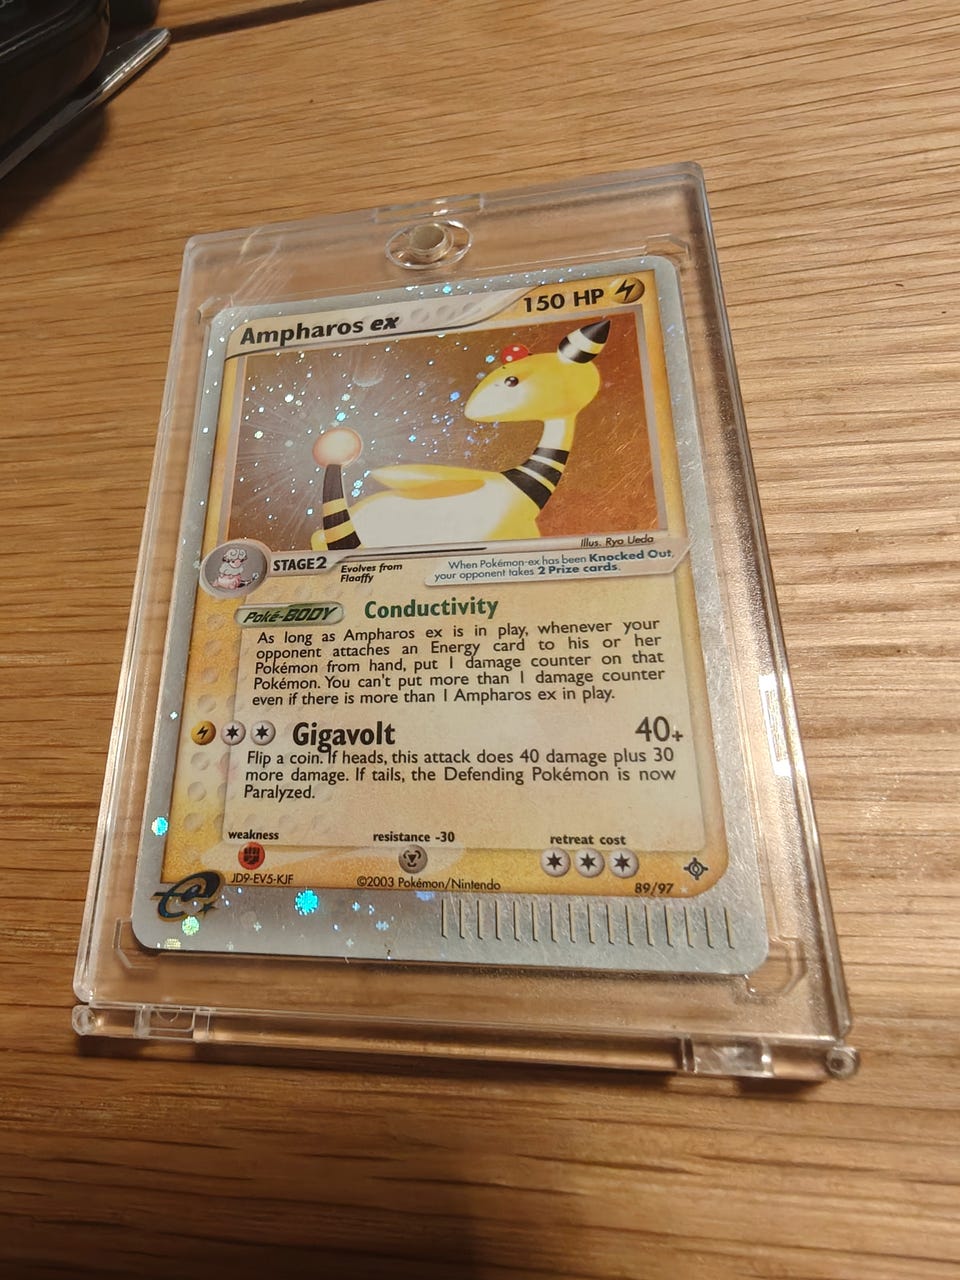 Ampharos ex 150 HP
Illus. Ryo Ueda
STAGE2 Evolves from
Flaaffy
When Pokémon-ex has been Knocked Out,
your opponent takes 2 Prize cards.
Poké-BODY Conductivity
As long as Ampharos ex is in play, whenever your
opponent attaches an Energy card to his or her
Pokémon from hand, put 1 damage counter on that
Pokémon. You can't put more than 1 damage counter
even if there is more than 1 Ampharos ex in play.
Gigavolt 40+
Flip a coin. If heads, this attack does 40 damage plus 30
more damage. If tails, the Defending Pokémon is now
Paralyzed.
weakness resistance -30 retreat cost
JD9-EV5-KJF ©2003 Pokémon/Nintendo 89/97
e